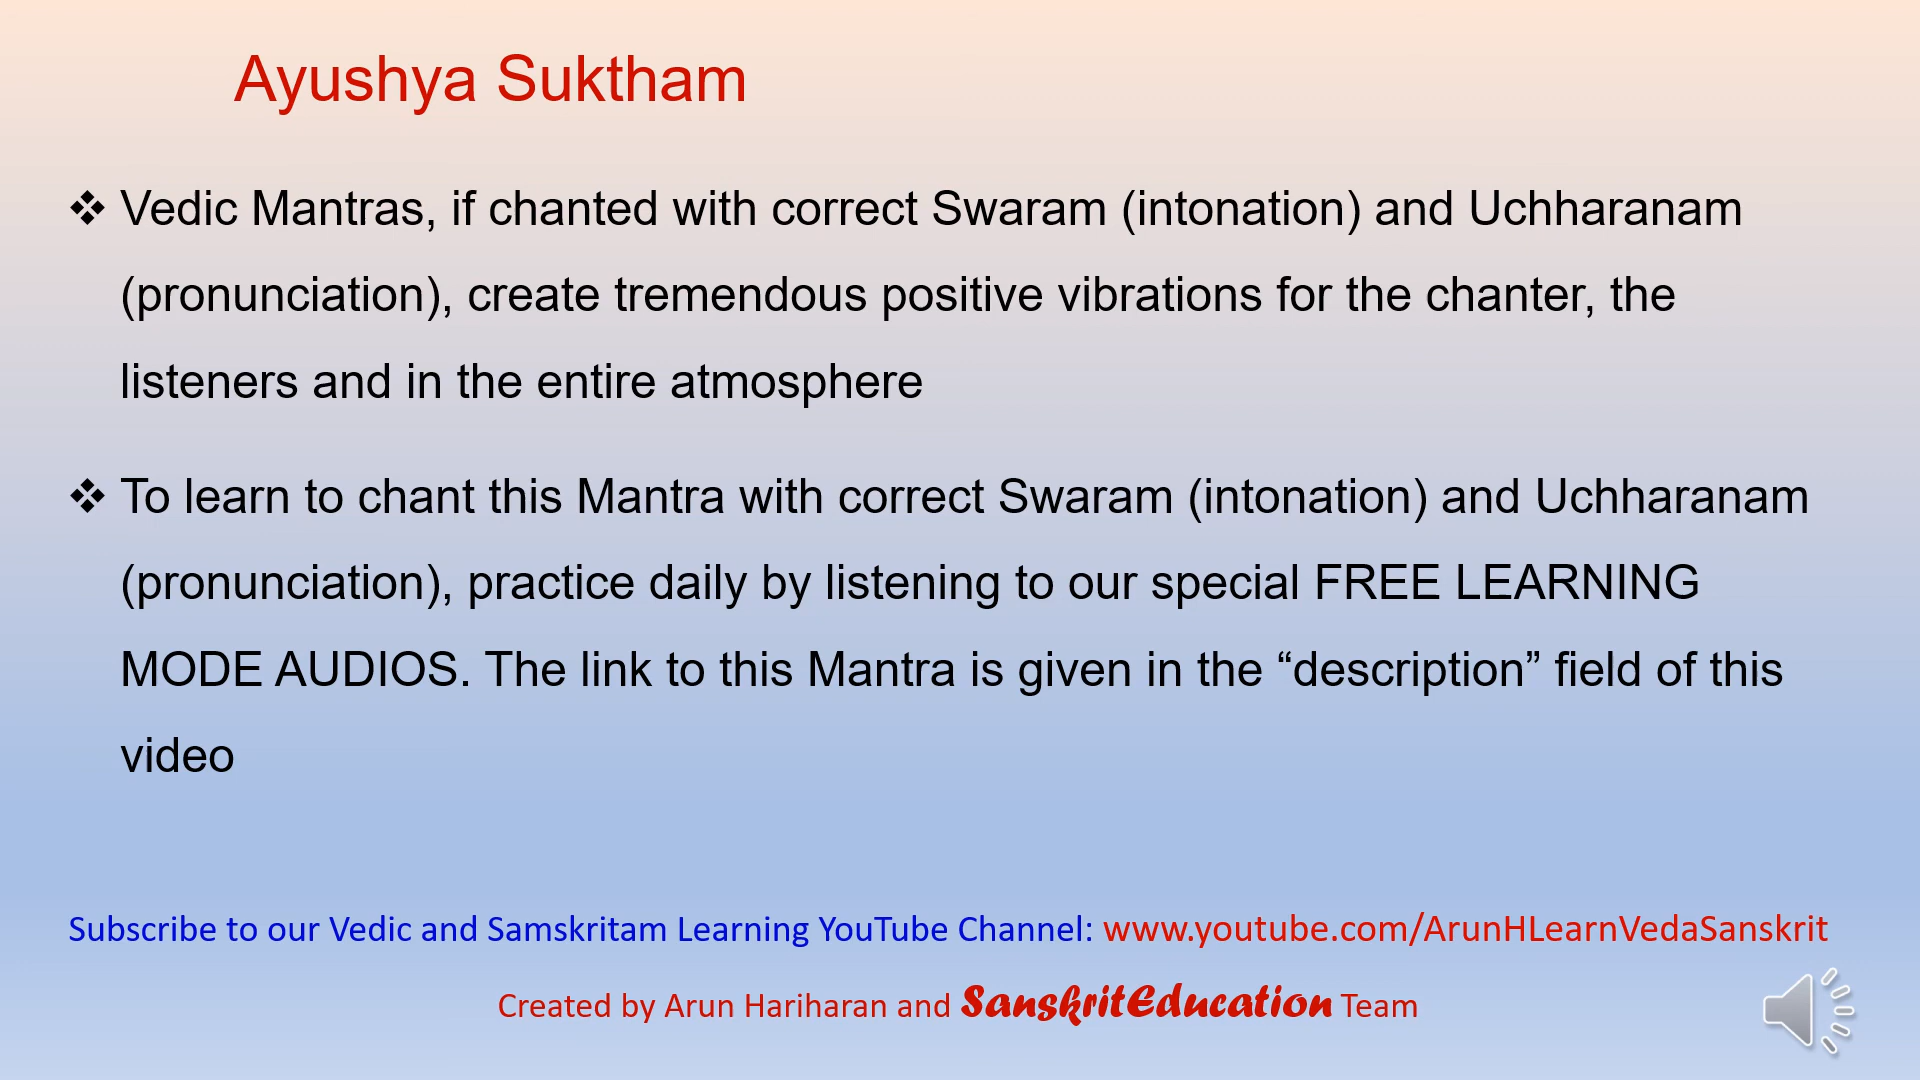 Ayushya Suktham
❖ Vedic Mantras, if chanted with correct Swaram (intonation) and Uchharanam
(pronunciation), create tremendous positive vibrations for the chanter, the
listeners and in the entire atmosphere
❖ To learn to chant this Mantra with correct Swaram (intonation) and Uchharanam
(pronunciation), practice daily by listening to our special FREE LEARNING
MODE AUDIOS. The link to this Mantra is given in the “description” field of this
video
Subscribe to our Vedic and Samskritam Learning YouTube Channel: www.youtube.com/ArunHLearnVedaSanskrit
Created by Arun Hariharan and SanskritEducation Team